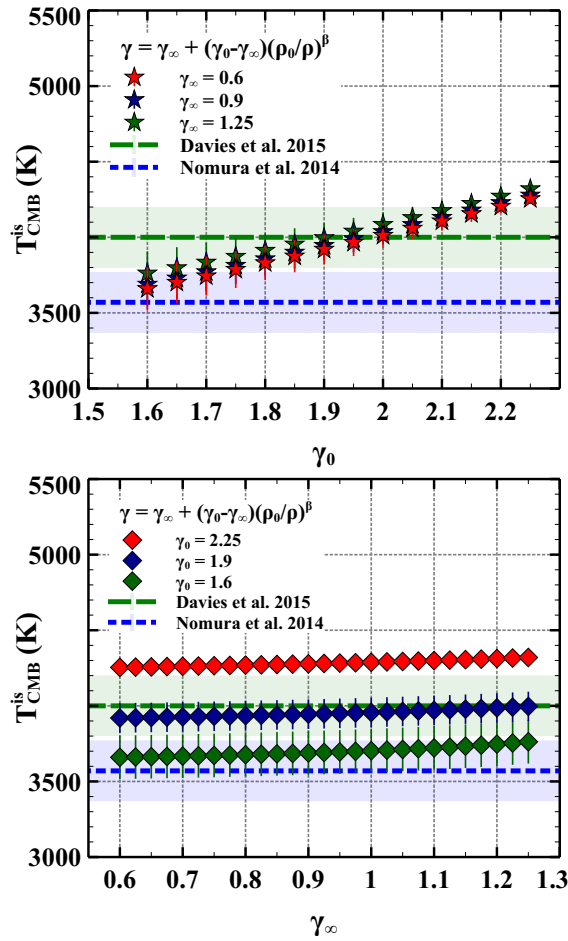 5500
5000
3500
3000
T^is_CMB (K)
γ = γ∞ + (γ₀-γ∞)(ρ₀/ρ)^β
γ∞ = 0.6
γ∞ = 0.9
γ∞ = 1.25
Davies et al. 2015
Nomura et al. 2014
1.5 1.6 1.7 1.8 1.9 2 2.1 2.2
γ₀
5500
5000
3500
3000
T^is_CMB (K)
γ = γ∞ + (γ₀-γ∞)(ρ₀/ρ)^β
γ₀ = 2.25
γ₀ = 1.9
γ₀ = 1.6
Davies et al. 2015
Nomura et al. 2014
0.6 0.7 0.8 0.9 1 1.1 1.2 1.3
γ∞